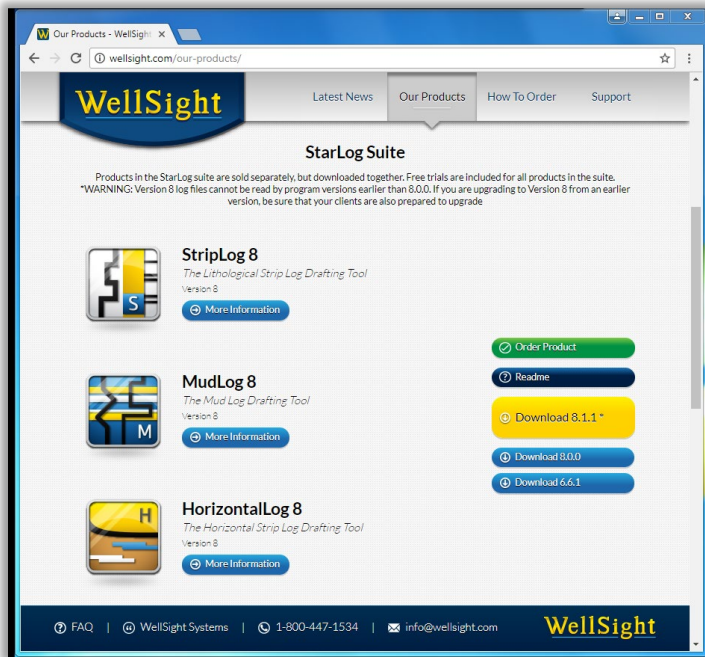 Our Products - WellSigh
wellsight.com/our-products/
WellSight
Latest News
Our Products
How To Order
Support
StarLog Suite
Products in the StarLog suite are sold separately, but downloaded together. Free trials are included for all products in the suite.
*WARNING: Version 8 log files cannot be read by program versions earlier than 8.0.0. If you are upgrading to Version 8 from an earlier
version, be sure that your clients are also prepared to upgrade
S
StripLog 8
The Lithological Strip Log Drafting Tool
Version 8
More Information
M
MudLog 8
The Mud Log Drafting Tool
Version 8
More Information
Order Product
Readme
Download 8.1.1 *
Download 8.0.0
Download 6.6.1
H
HorizontalLog 8
The Horizontal Strip Log Drafting Tool
Version 8
More Information
FAQ | WellSight Systems | 1-800-447-1534 | info@wellsight.com
WellSight